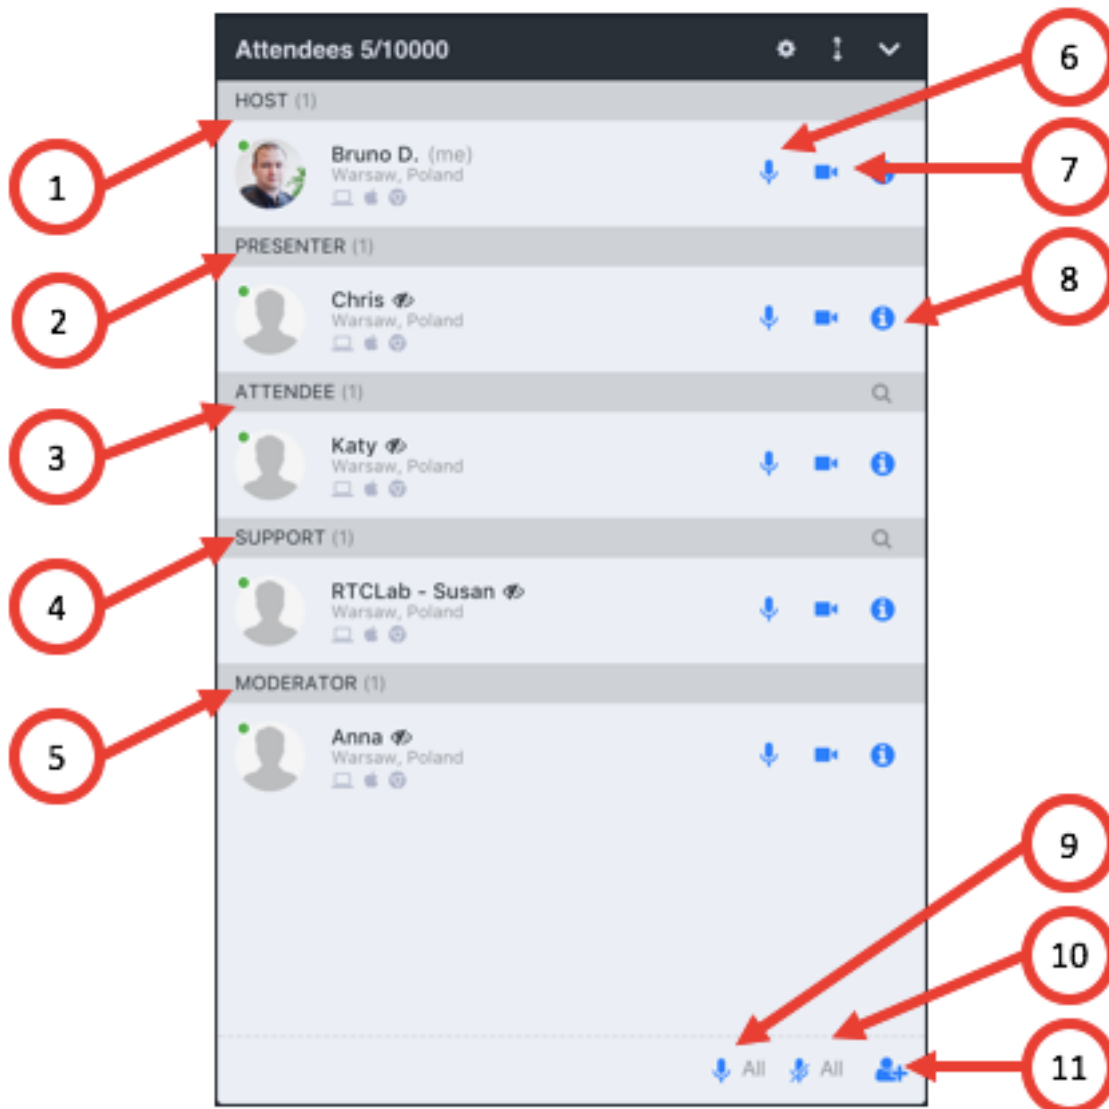 Attendees 5/10000
6
HOST (1)
1
Bruno D. (me)
Warsaw, Poland
7
PRESENTER (1)
2
Chris
Warsaw, Poland
8
ATTENDEE (1)
3
Katy
Warsaw, Poland
SUPPORT (1)
4
RTCLab - Susan
Warsaw, Poland
MODERATOR (1)
5
Anna
Warsaw, Poland
9
10
All All
11